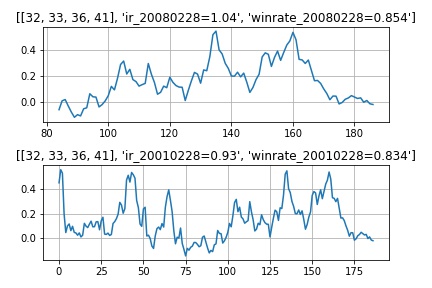 [[32, 33, 36, 41], 'ir_20080228=1.04', 'winrate_20080228=0.854']
0.4
0.2
0.0
80 100 120 140 160 180
[[32, 33, 36, 41], 'ir_20010228=0.93', 'winrate_20010228=0.834']
0.4
0.2
0.0
0 25 50 75 100 125 150 175